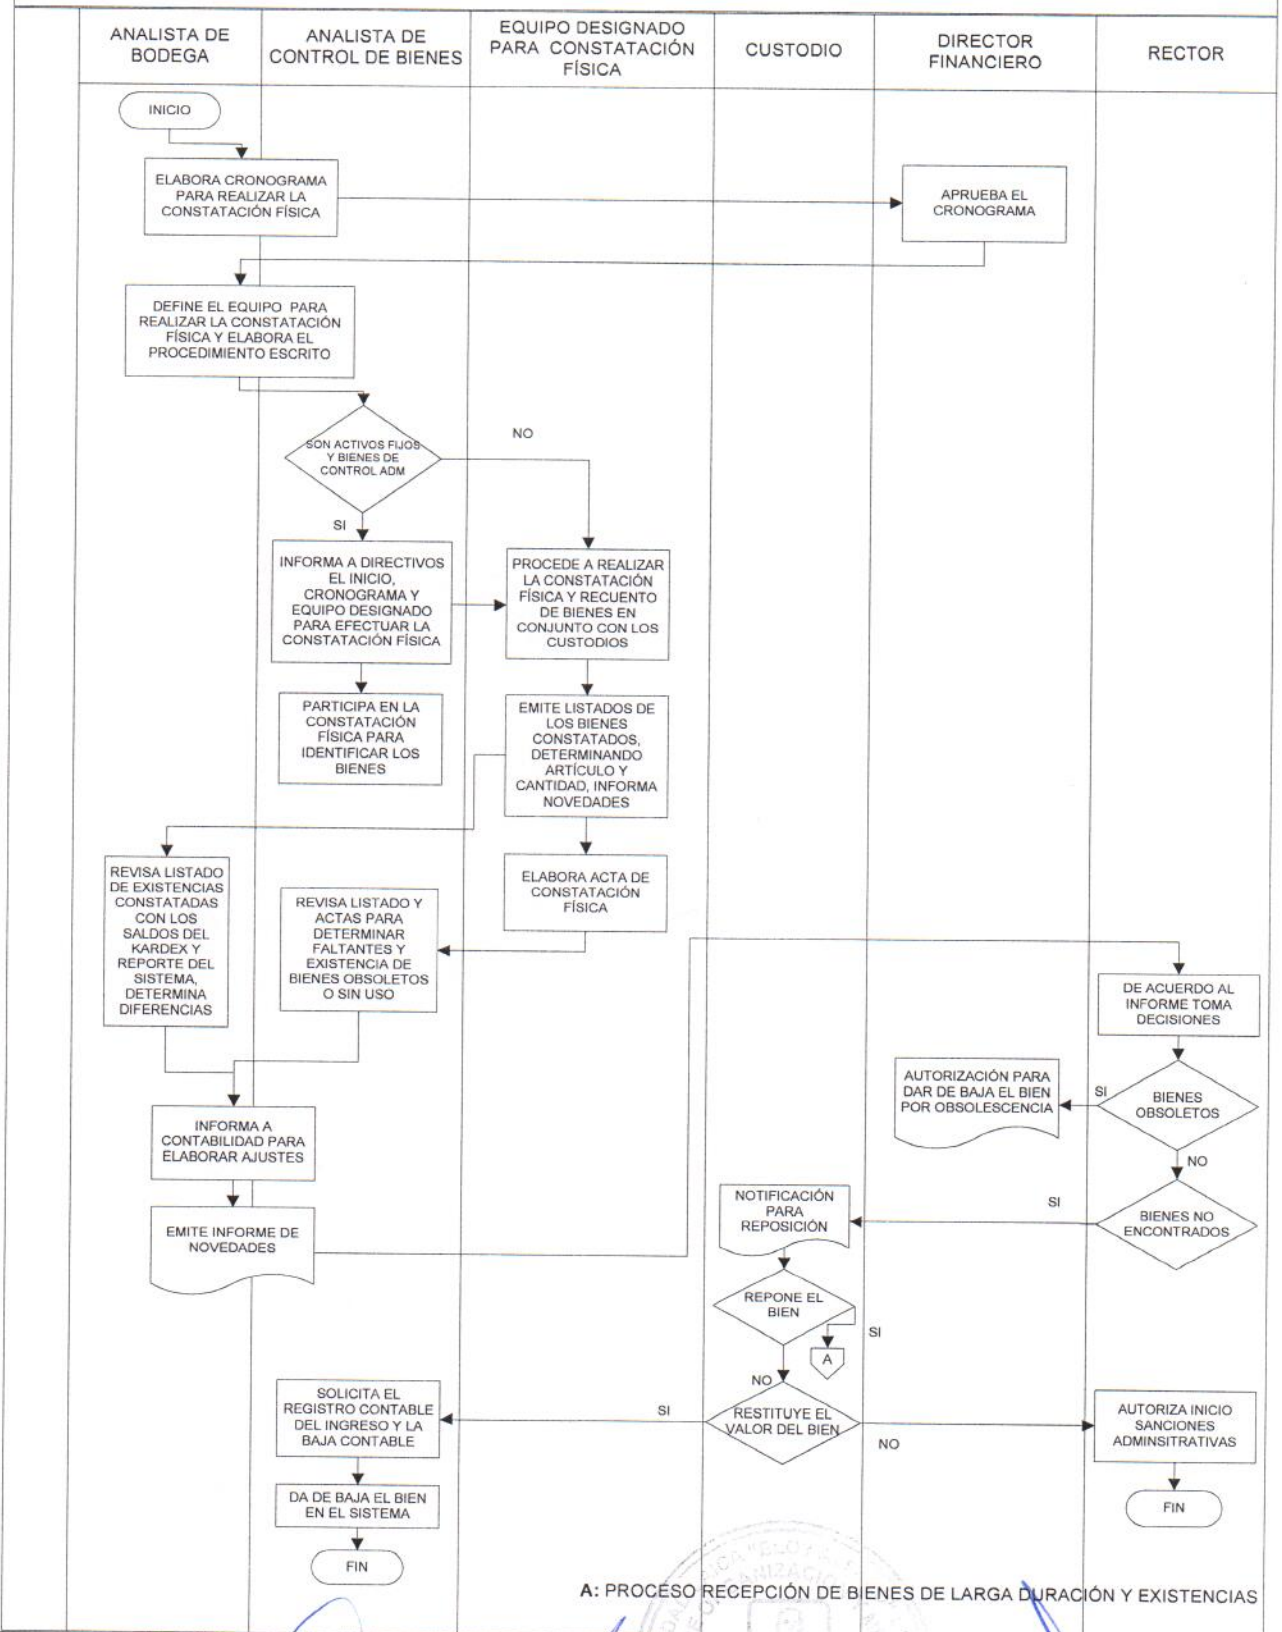 ANALISTA DE
BODEGA
ANALISTA DE
CONTROL DE BIENES
EQUIPO DESIGNADO
PARA CONSTATACIÓN
FÍSICA
CUSTODIO
DIRECTOR
FINANCIERO
RECTOR
INICIO
ELABORA CRONOGRAMA
PARA REALIZAR LA
CONSTATACIÓN FÍSICA
APRUEBA EL
CRONOGRAMA
DEFINE EL EQUIPO PARA
REALIZAR LA CONSTATACIÓN
FÍSICA Y ELABORA EL
PROCEDIMIENTO ESCRITO
SON ACTIVOS FIJOS
Y BIENES DE
CONTROL ADM
NO
SI
INFORMA A DIRECTIVOS
EL INICIO,
CRONOGRAMA Y
EQUIPO DESIGNADO
PARA EFECTUAR LA
CONSTATACIÓN FÍSICA
PROCEDE A REALIZAR
LA CONSTATACIÓN
FÍSICA Y RECUENTO
DE BIENES EN
CONJUNTO CON LOS
CUSTODIOS
PARTICIPA EN LA
CONSTATACIÓN
FÍSICA PARA
IDENTIFICAR LOS
BIENES
EMITE LISTADOS DE
LOS BIENES
CONSTATADOS,
DETERMINANDO
ARTÍCULO Y
CANTIDAD, INFORMA
NOVEDADES
REVISA LISTADO
DE EXISTENCIAS
CONSTATADAS
CON LOS
SALDOS DEL
KARDEX Y
REPORTE DEL
SISTEMA,
DETERMINA
DIFERENCIAS
REVISA LISTADO Y
ACTAS PARA
DETERMINAR
FALTANTES Y
EXISTENCIA DE
BIENES OBSOLETOS
O SIN USO
ELABORA ACTA DE
CONSTATACIÓN
FÍSICA
DE ACUERDO AL
INFORME TOMA
DECISIONES
AUTORIZACIÓN PARA
DAR DE BAJA EL BIEN
POR OBSOLESCENCIA
SI
BIENES
OBSOLETOS
NO
INFORMA A
CONTABILIDAD PARA
ELABORAR AJUSTES
EMITE INFORME DE
NOVEDADES
NOTIFICACIÓN
PARA
REPOSICIÓN
SI
BIENES NO
ENCONTRADOS
REPONE EL
BIEN
SI
A
NO
SOLICITA EL
REGISTRO CONTABLE
DEL INGRESO Y LA
BAJA CONTABLE
SI
RESTITUYE EL
VALOR DEL BIEN
NO
AUTORIZA INICIO
SANCIONES
ADMINSITRATIVAS
DA DE BAJA EL BIEN
EN EL SISTEMA
FIN
FIN
A: PROCESO RECEPCIÓN DE BIENES DE LARGA DURACIÓN Y EXISTENCIAS